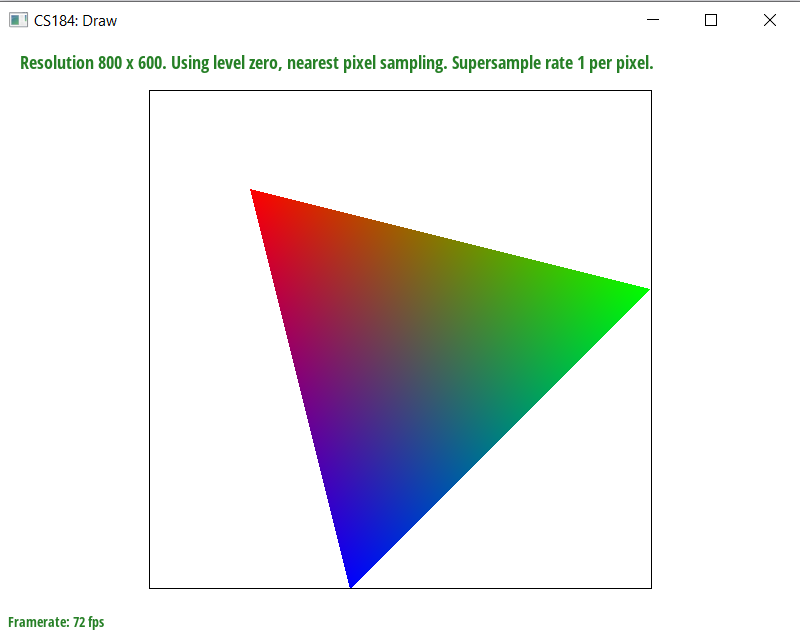 CS184: Draw
Resolution 800 x 600. Using level zero, nearest pixel sampling. Supersample rate 1 per pixel.
Framerate: 72 fps